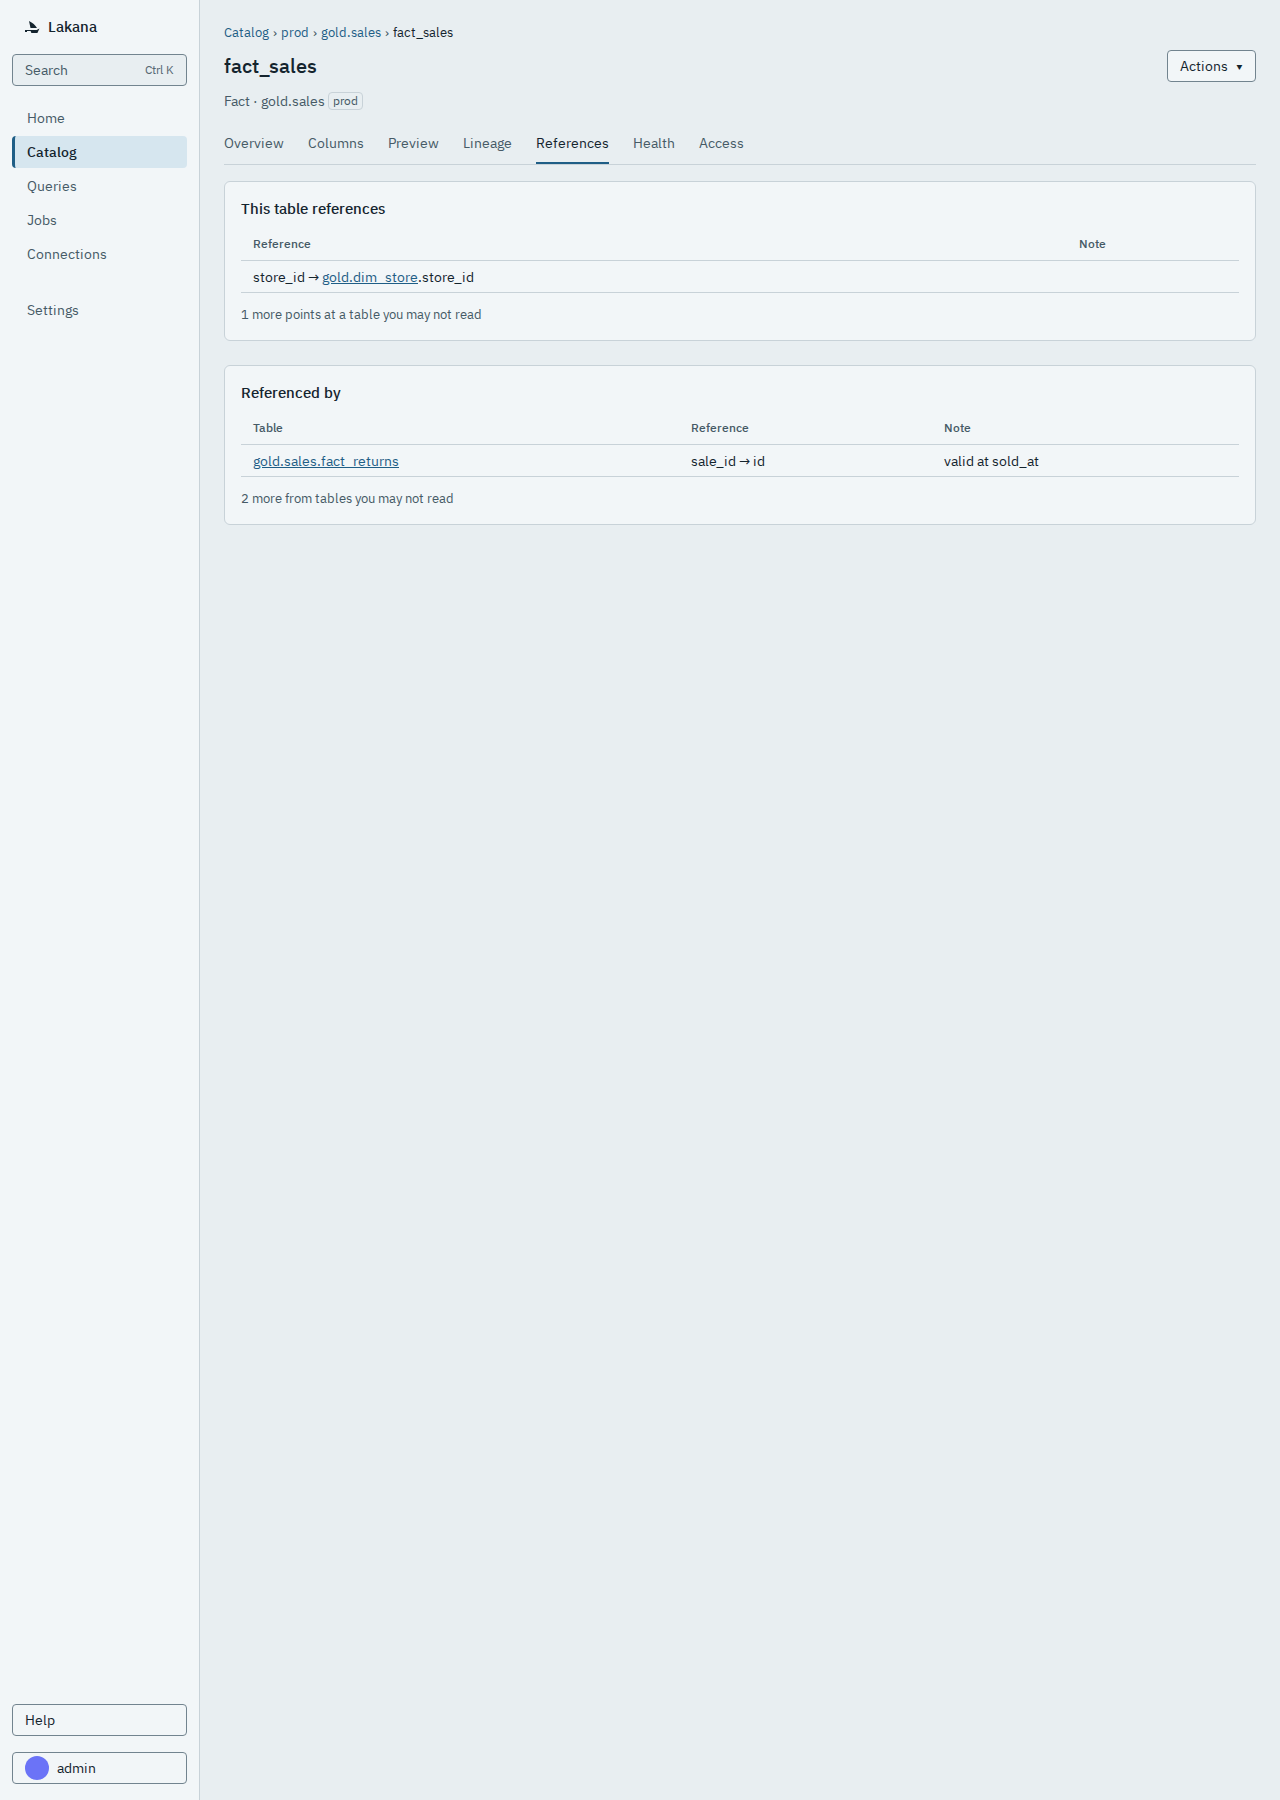 Lakana
Search Ctrl K
Home
Catalog
Queries
Jobs
Connections
Settings
Help
admin
Catalog › prod › gold.sales › fact_sales
fact_sales
Actions ▾
Fact · gold.sales prod
Overview Columns Preview Lineage References Health Access
This table references
Reference Note
store_id → gold.dim_store.store_id
1 more points at a table you may not read
Referenced by
Table Reference Note
gold.sales.fact_returns sale_id → id valid at sold_at
2 more from tables you may not read